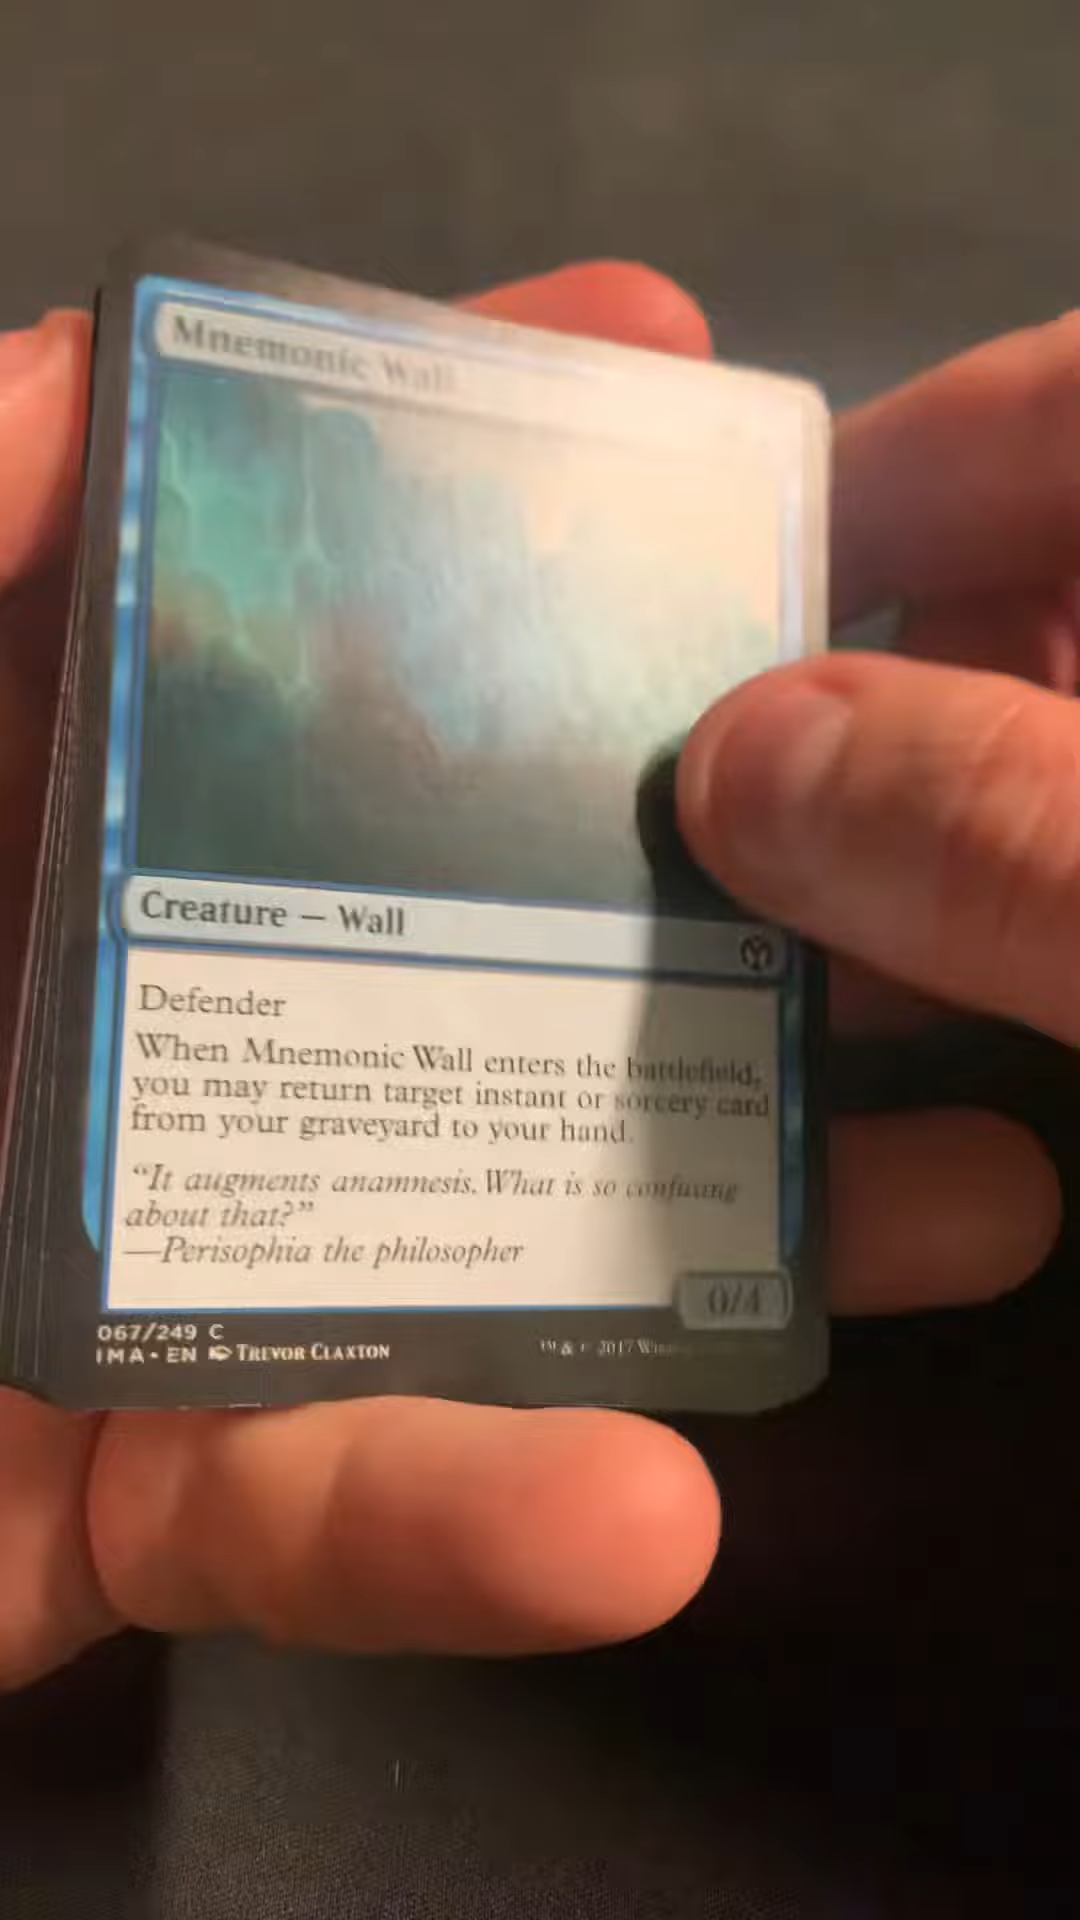 Mnemonic Wall
Creature — Wall
Defender
When Mnemonic Wall enters the battlefield,
you may return target instant or sorcery card
from your graveyard to your hand.
“It augments anamnesis. What is so confusing
about that?”
—Perisophia the philosopher
0/4
067/249 C
IMA • EN Trevor Claxton
™ & © 2017